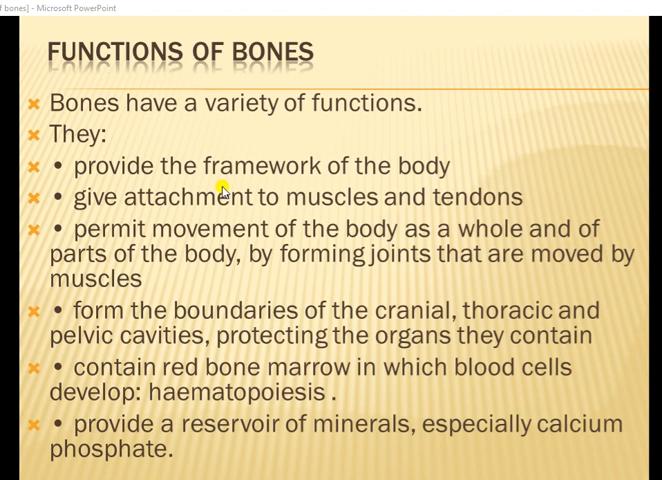 f bones] - Microsoft PowerPoint
FUNCTIONS OF BONES
Bones have a variety of functions.
They:
• provide the framework of the body
• give attachment to muscles and tendons
• permit movement of the body as a whole and of
parts of the body, by forming joints that are moved by
muscles
• form the boundaries of the cranial, thoracic and
pelvic cavities, protecting the organs they contain
• contain red bone marrow in which blood cells
develop: haematopoiesis .
• provide a reservoir of minerals, especially calcium
phosphate.